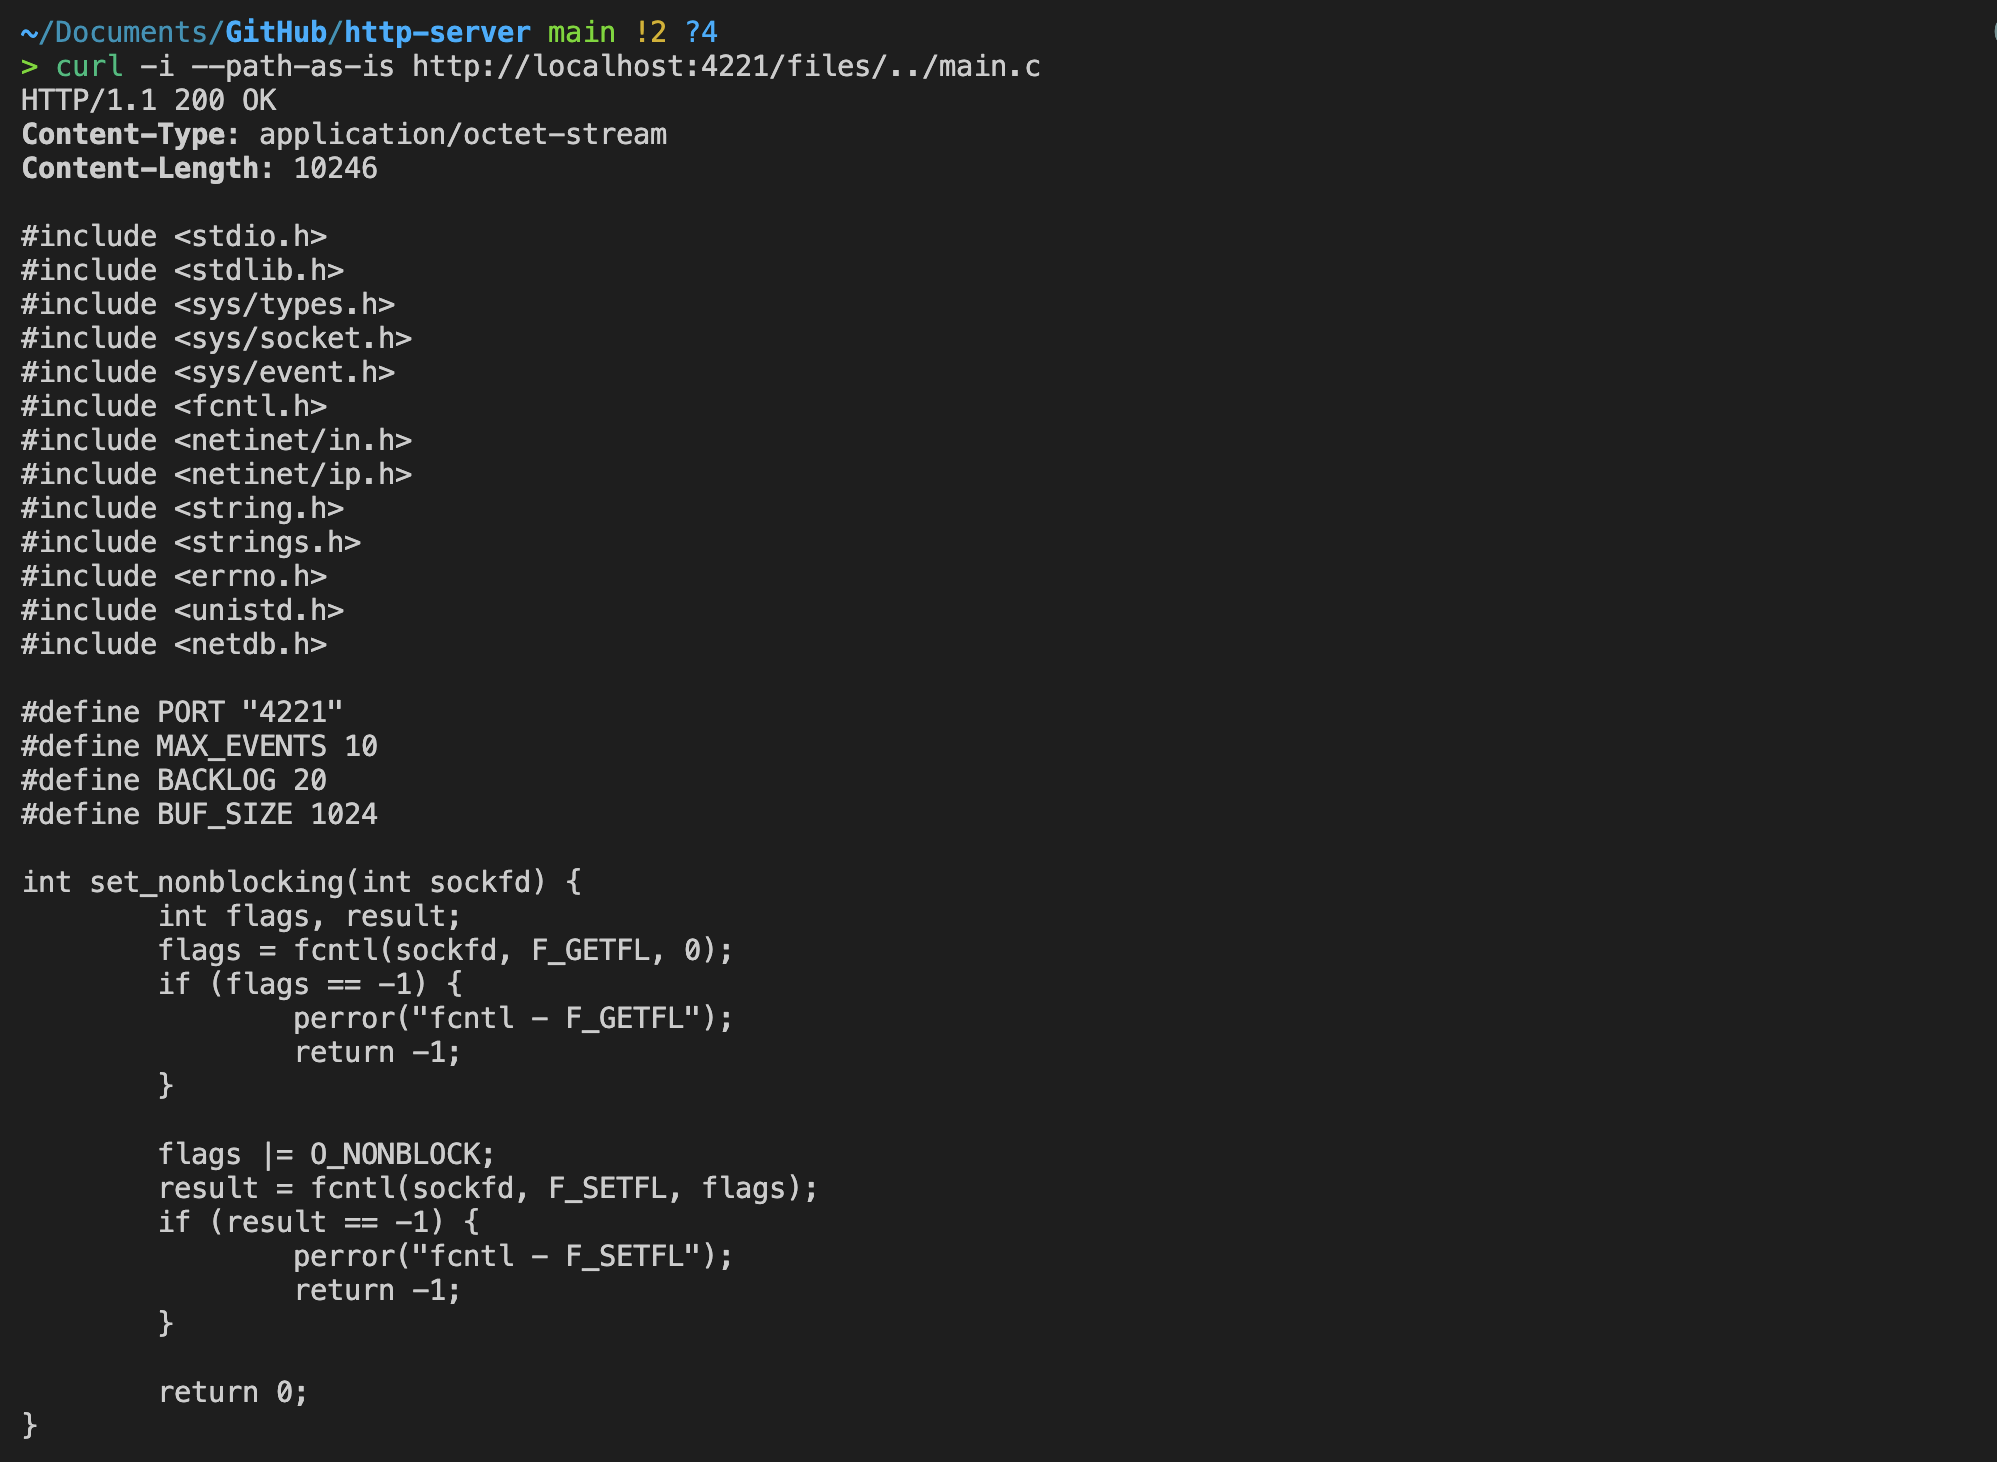 ~/Documents/GitHub/http-server main !2 ?4
> curl -i --path-as-is http://localhost:4221/files/../main.c
HTTP/1.1 200 OK
Content-Type: application/octet-stream
Content-Length: 10246

#include <stdio.h>
#include <stdlib.h>
#include <sys/types.h>
#include <sys/socket.h>
#include <sys/event.h>
#include <fcntl.h>
#include <netinet/in.h>
#include <netinet/ip.h>
#include <string.h>
#include <strings.h>
#include <errno.h>
#include <unistd.h>
#include <netdb.h>

#define PORT "4221"
#define MAX_EVENTS 10
#define BACKLOG 20
#define BUF_SIZE 1024

int set_nonblocking(int sockfd) {
        int flags, result;
        flags = fcntl(sockfd, F_GETFL, 0);
        if (flags == -1) {
                perror("fcntl - F_GETFL");
                return -1;
        }

        flags |= O_NONBLOCK;
        result = fcntl(sockfd, F_SETFL, flags);
        if (result == -1) {
                perror("fcntl - F_SETFL");
                return -1;
        }

        return 0;
}